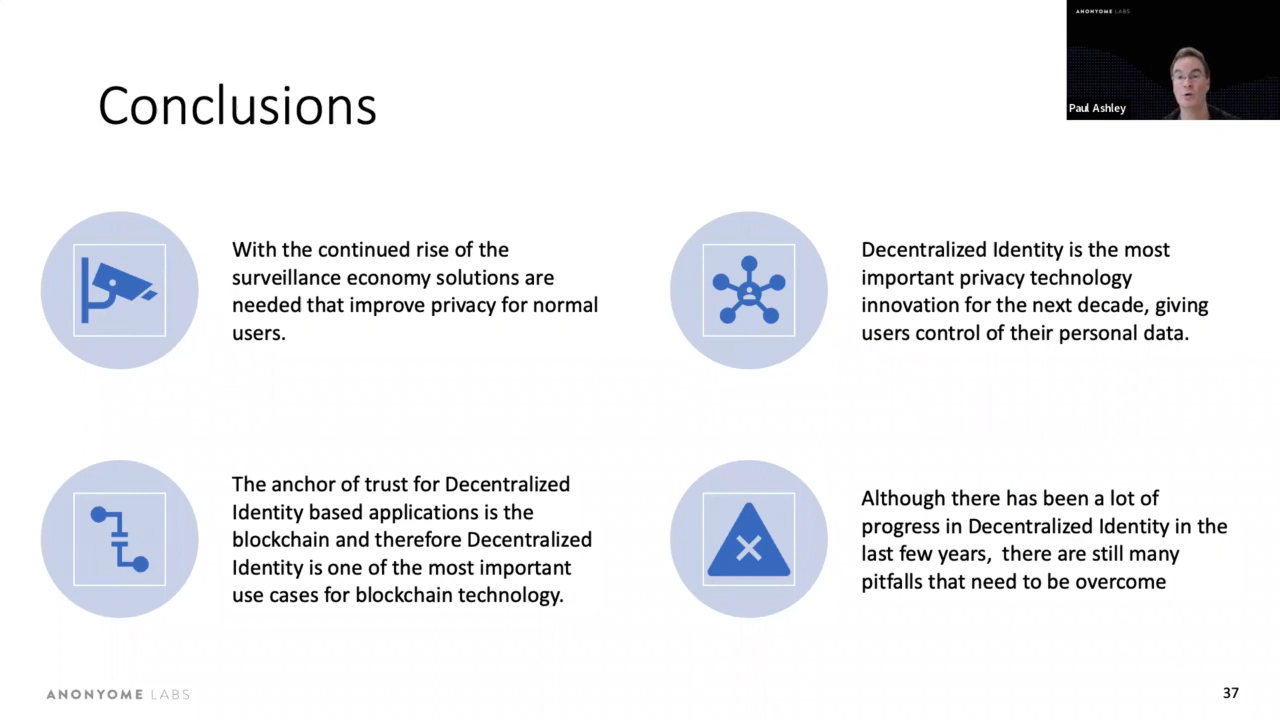 ANONYOME LABS
Paul Ashley
Conclusions
With the continued rise of the
surveillance economy solutions are
needed that improve privacy for normal
users.
Decentralized Identity is the most
important privacy technology
innovation for the next decade, giving
users control of their personal data.
The anchor of trust for Decentralized
Identity based applications is the
blockchain and therefore Decentralized
Identity is one of the most important
use cases for blockchain technology.
Although there has been a lot of
progress in Decentralized Identity in the
last few years,  there are still many
pitfalls that need to be overcome
ANONYOME LABS
37